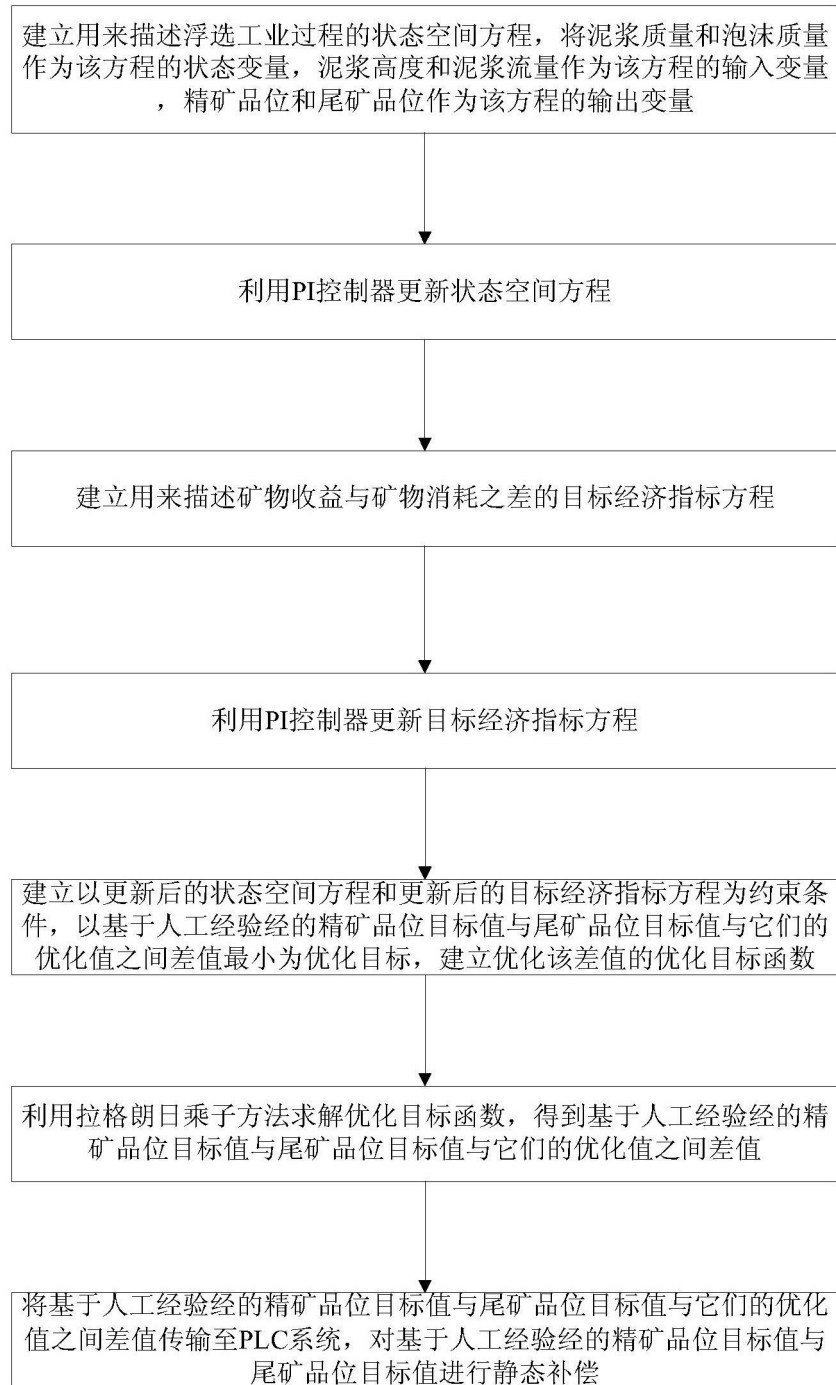 建立用来描述浮选工业过程的状态空间方程，将泥浆质量和泡沫质量
作为该方程的状态变量，泥浆高度和泥浆流量作为该方程的输入变量
，精矿品位和尾矿品位作为该方程的输出变量
利用PI控制器更新状态空间方程
建立用来描述矿物收益与矿物消耗之差的目标经济指标方程
利用PI控制器更新目标经济指标方程
建立以更新后的状态空间方程和更新后的目标经济指标方程为约束条
件，以基于人工经验经的精矿品位目标值与尾矿品位目标值与它们的
优化值之间差值最小为优化目标，建立优化该差值的优化目标函数
利用拉格朗日乘子方法求解优化目标函数，得到基于人工经验经的精
矿品位目标值与尾矿品位目标值与它们的优化值之间差值
将基于人工经验经的精矿品位目标值与尾矿品位目标值与它们的优化
值之间差值传输至PLC系统，对基于人工经验经的精矿品位目标值与
尾矿品位目标值进行静态补偿